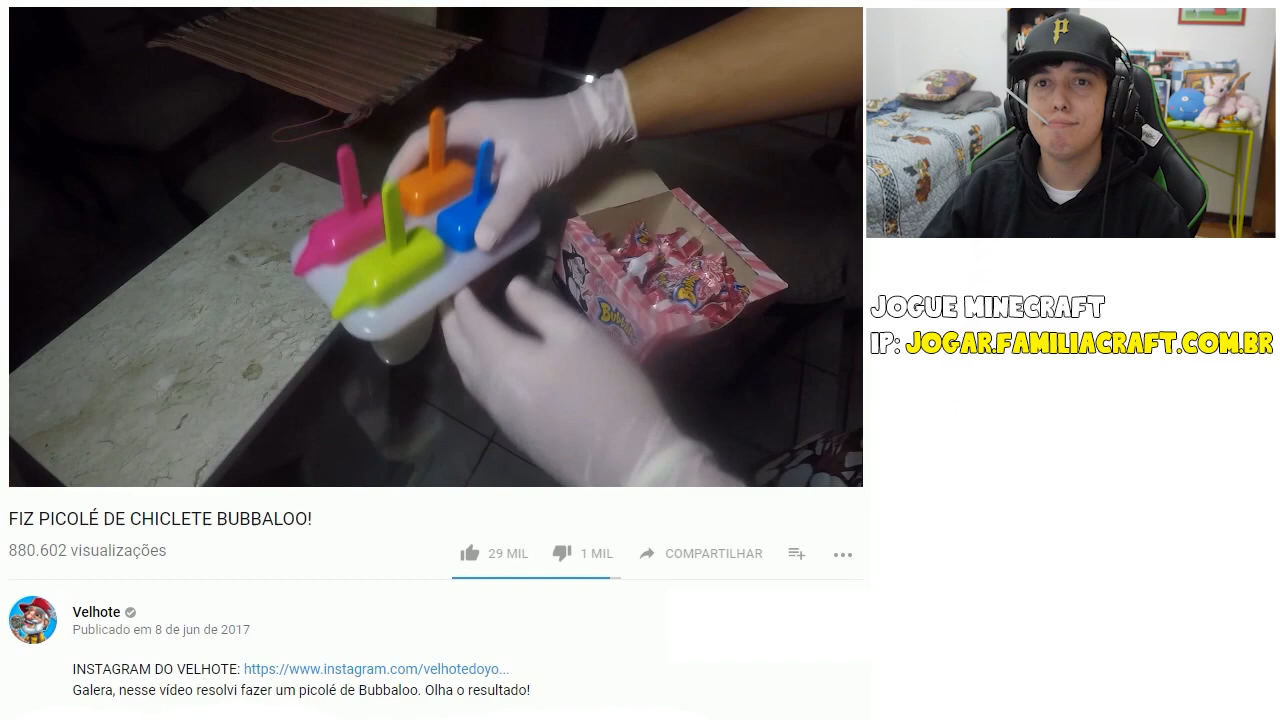 BUBBALOO
FIZ PICOLÉ DE CHICLETE BUBBALOO!
880.602 visualizações
29 MIL
1 MIL
COMPARTILHAR
Velhote
Publicado em 8 de jun de 2017
INSTAGRAM DO VELHOTE: https://www.instagram.com/velhotedoyo...
Galera, nesse vídeo resolvi fazer um picolé de Bubbaloo. Olha o resultado!
P
JOGUE MINECRAFT
IP: JOGAR.FAMILIACRAFT.COM.BR